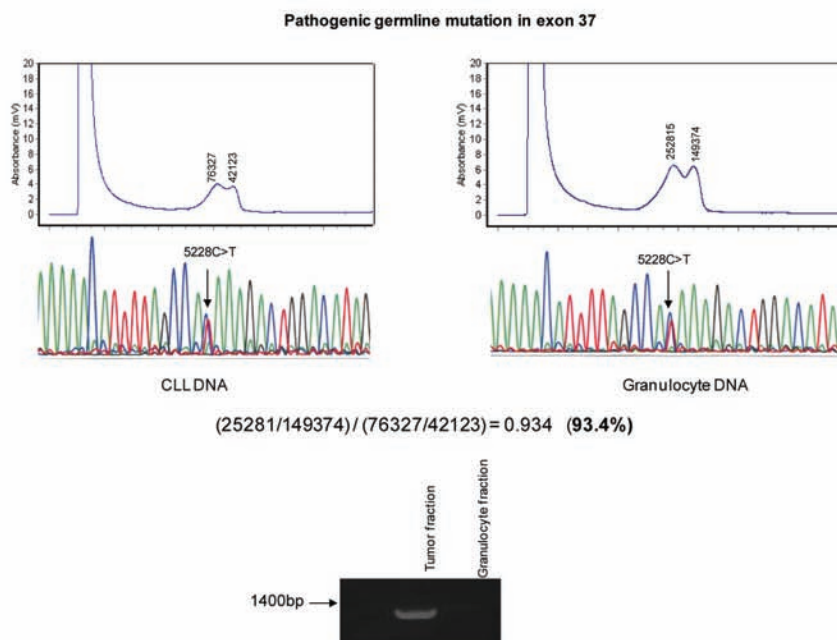 Pathogenic germline mutation in exon 37
Absorbance (mV)
20
18
16
14
12
10
8
6
4
2
0
76327
42123
5228C>T
CLL DNA
Absorbance (mV)
20
18
16
14
12
10
8
6
4
2
0
252815
149374
5228C>T
Granulocyte DNA
(25281/149374) / (76327/42123) = 0.934 (93.4%)
Tumor fraction
Granulocyte fraction
1400bp